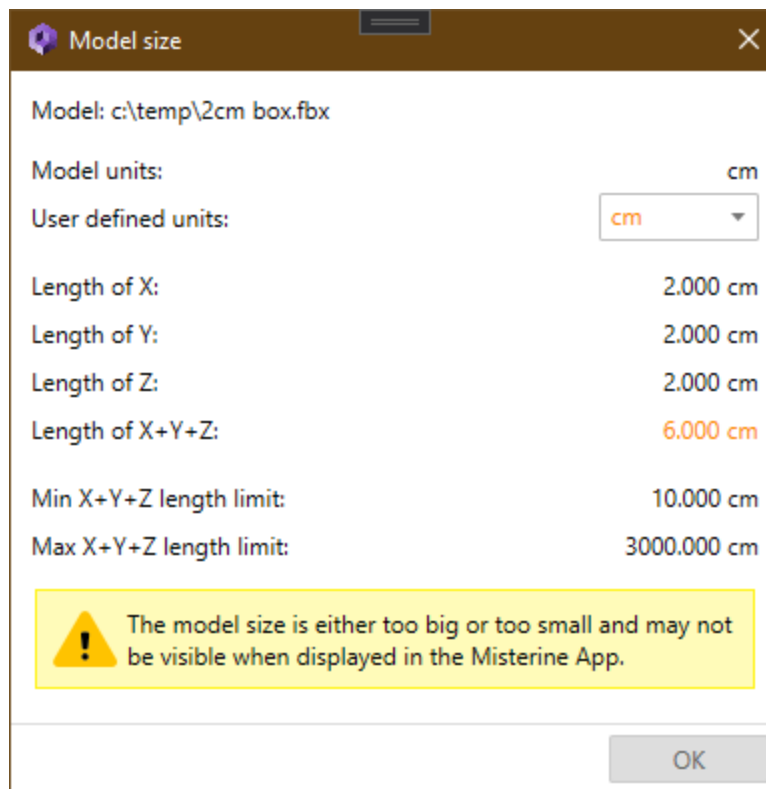 Model size
Model: c:\temp\2cm box.fbx
Model units: cm
User defined units: cm
Length of X: 2.000 cm
Length of Y: 2.000 cm
Length of Z: 2.000 cm
Length of X+Y+Z: 6.000 cm
Min X+Y+Z length limit: 10.000 cm
Max X+Y+Z length limit: 3000.000 cm
The model size is either too big or too small and may not
be visible when displayed in the Misterine App.
OK